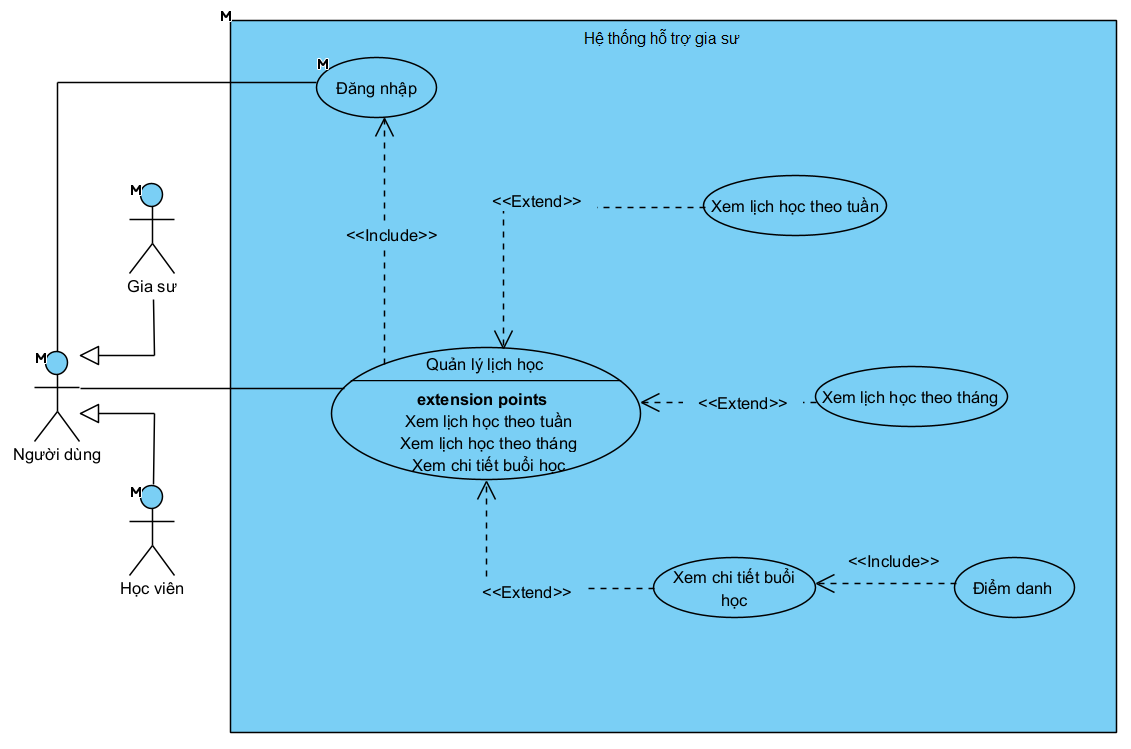 M
Hệ thống hỗ trợ gia sư
M
Đăng nhập
M
Gia sư
<<Extend>>
Xem lịch học theo tuần
<<Include>>
M
Người dùng
Quản lý lịch học
extension points
Xem lịch học theo tuần
Xem lịch học theo tháng
Xem chi tiết buổi học
<<Extend>>
Xem lịch học theo tháng
M
Học viên
<<Extend>>
Xem chi tiết buổi
học
<<Include>>
Điểm danh